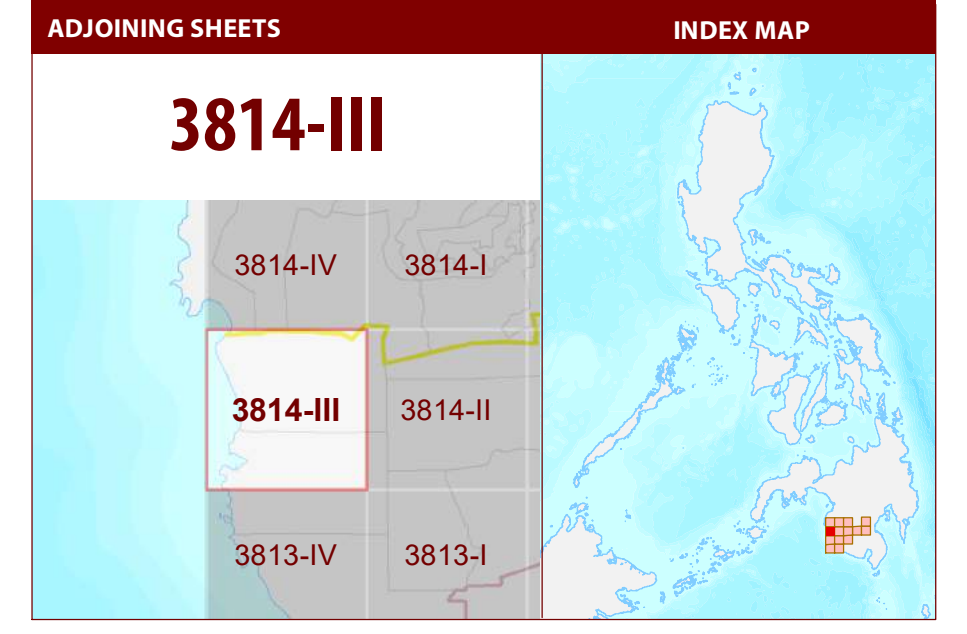 ADJOINING SHEETS
INDEX MAP
3814-III
3814-IV
3814-I
3814-III
3814-II
3813-IV
3813-I